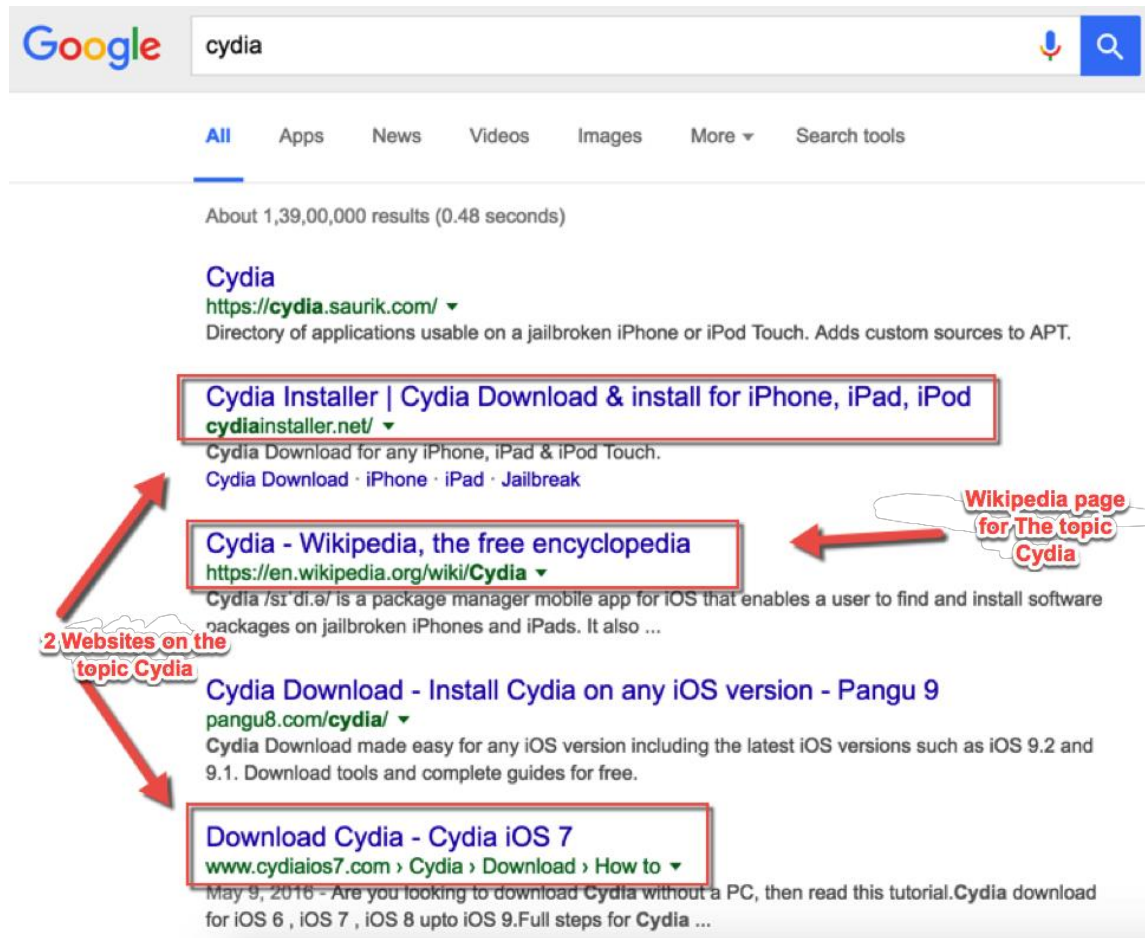 Google
cydia
All Apps News Videos Images More Search tools
About 1,39,00,000 results (0.48 seconds)
Cydia
https://cydia.saurik.com/
Directory of applications usable on a jailbroken iPhone or iPod Touch. Adds custom sources to APT.
Cydia Installer | Cydia Download & install for iPhone, iPad, iPod
cydiainstaller.net/
Cydia Download for any iPhone, iPad & iPod Touch.
Cydia Download · iPhone · iPad · Jailbreak
Wikipedia page
for The topic
Cydia
Cydia - Wikipedia, the free encyclopedia
https://en.wikipedia.org/wiki/Cydia
Cydia /sɪˈdi.ə/ is a package manager mobile app for iOS that enables a user to find and install software
packages on jailbroken iPhones and iPads. It also ...
2 Websites on the
topic Cydia
Cydia Download - Install Cydia on any iOS version - Pangu 9
pangu8.com/cydia/
Cydia Download made easy for any iOS version including the latest iOS versions such as iOS 9.2 and
9.1. Download tools and complete guides for free.
Download Cydia - Cydia iOS 7
www.cydiaios7.com › Cydia › Download › How to
May 9, 2016 - Are you looking to download Cydia without a PC, then read this tutorial.Cydia download
for iOS 6 , iOS 7 , iOS 8 upto iOS 9.Full steps for Cydia ...